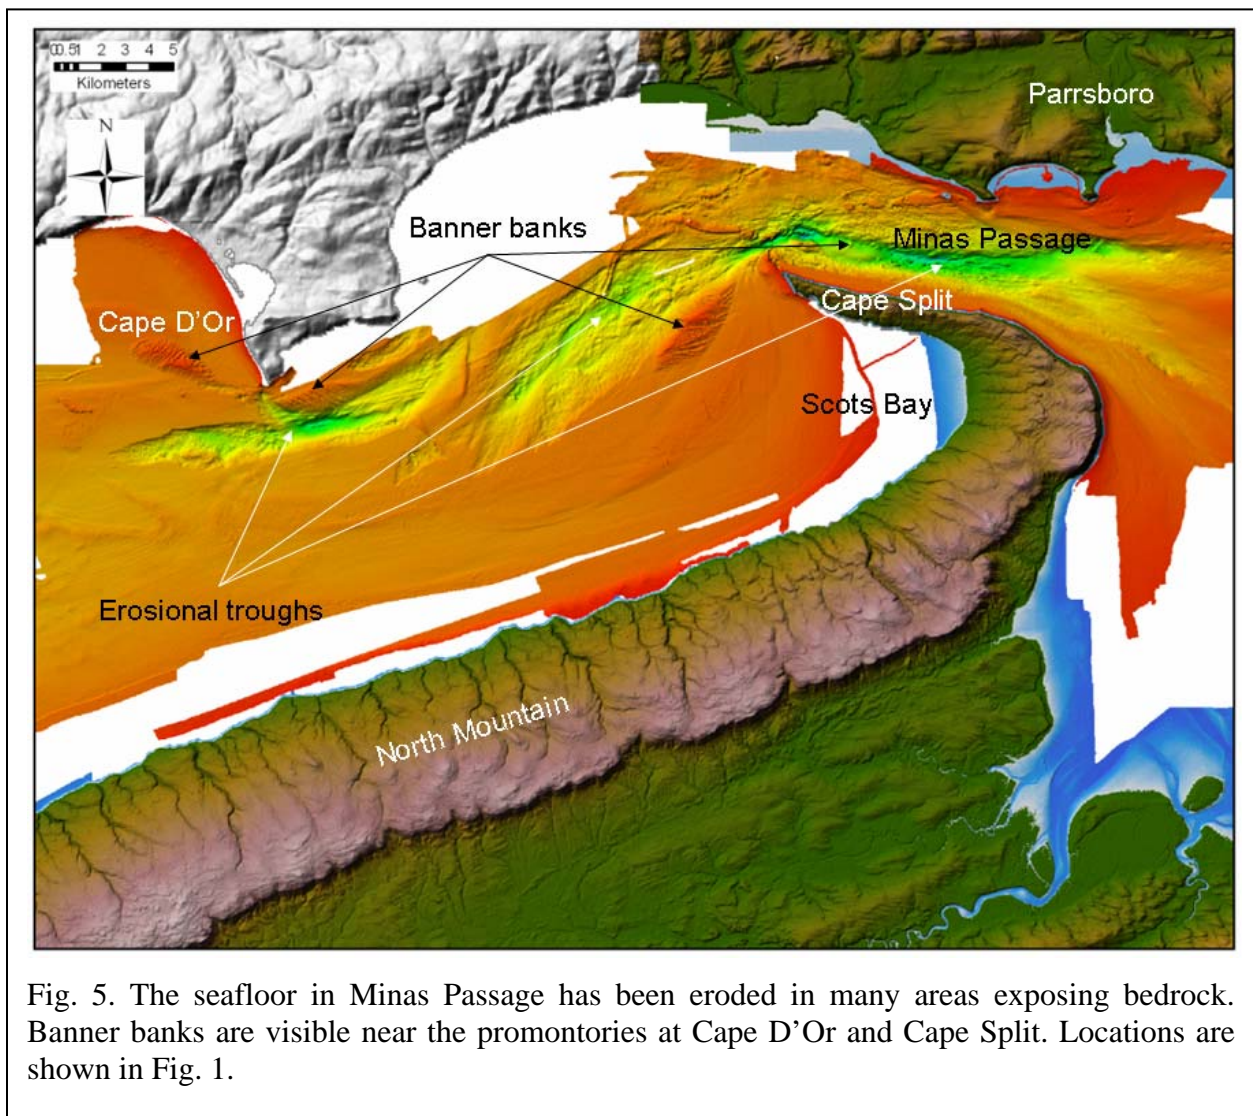 0 0.5 1 2 3 4 5
Kilometers
N
Parrsboro
Banner banks
Minas Passage
Cape Split
Cape D'Or
Scots Bay
Erosional troughs
North Mountain
Fig. 5. The seafloor in Minas Passage has been eroded in many areas exposing bedrock.
Banner banks are visible near the promontories at Cape D’Or and Cape Split. Locations are
shown in Fig. 1.